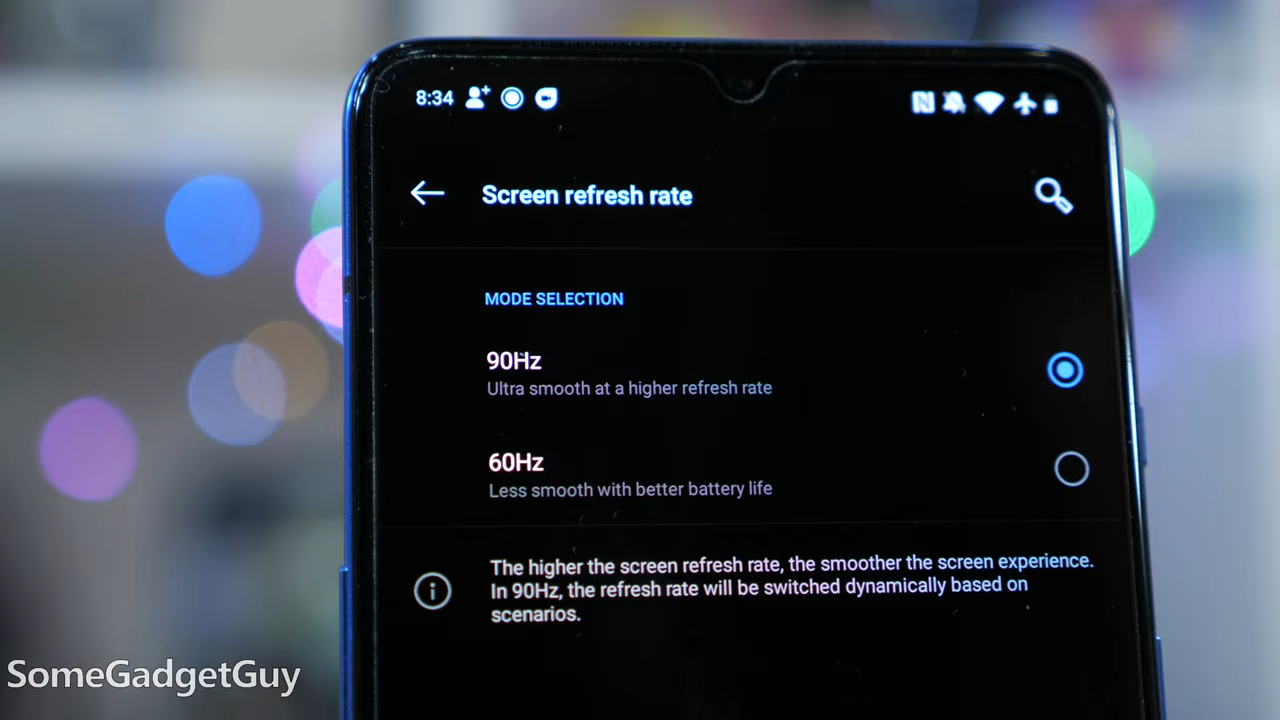 8:34
Screen refresh rate
MODE SELECTION
90Hz
Ultra smooth at a higher refresh rate
60Hz
Less smooth with better battery life
The higher the screen refresh rate, the smoother the screen experience.
In 90Hz, the refresh rate will be switched dynamically based on
scenarios.
SomeGadgetGuy